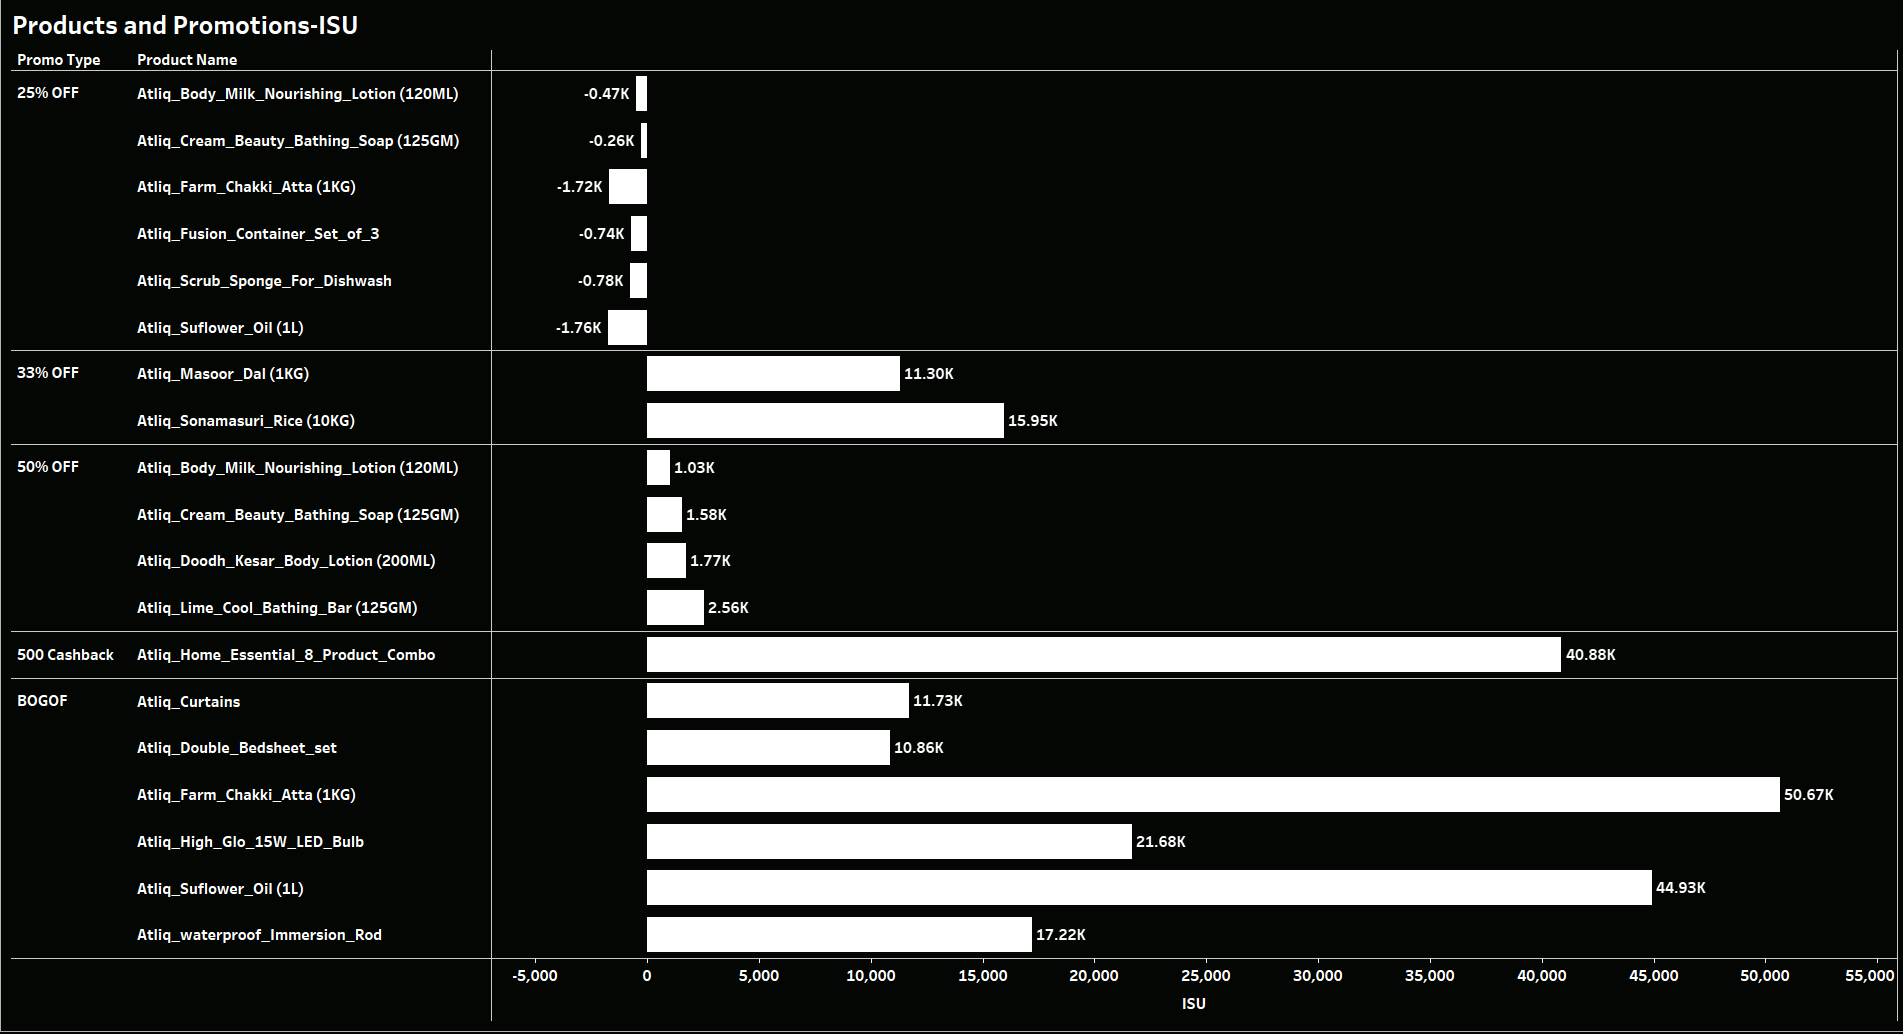 Products and Promotions-ISU
Promo Type Product Name
25% OFF Atliq_Body_Milk_Nourishing_Lotion (120ML) -0.47K
Atliq_Cream_Beauty_Bathing_Soap (125GM) -0.26K
Atliq_Farm_Chakki_Atta (1KG) -1.72K
Atliq_Fusion_Container_Set_of_3 -0.74K
Atliq_Scrub_Sponge_For_Dishwash -0.78K
Atliq_Suflower_Oil (1L) -1.76K
33% OFF Atliq_Masoor_Dal (1KG) 11.30K
Atliq_Sonamasuri_Rice (10KG) 15.95K
50% OFF Atliq_Body_Milk_Nourishing_Lotion (120ML) 1.03K
Atliq_Cream_Beauty_Bathing_Soap (125GM) 1.58K
Atliq_Doodh_Kesar_Body_Lotion (200ML) 1.77K
Atliq_Lime_Cool_Bathing_Bar (125GM) 2.56K
500 Cashback Atliq_Home_Essential_8_Product_Combo 40.88K
BOGOF Atliq_Curtains 11.73K
Atliq_Double_Bedsheet_set 10.86K
Atliq_Farm_Chakki_Atta (1KG) 50.67K
Atliq_High_Glo_15W_LED_Bulb 21.68K
Atliq_Suflower_Oil (1L) 44.93K
Atliq_waterproof_Immersion_Rod 17.22K
-5,000 0 5,000 10,000 15,000 20,000 25,000 30,000 35,000 40,000 45,000 50,000 55,000
ISU